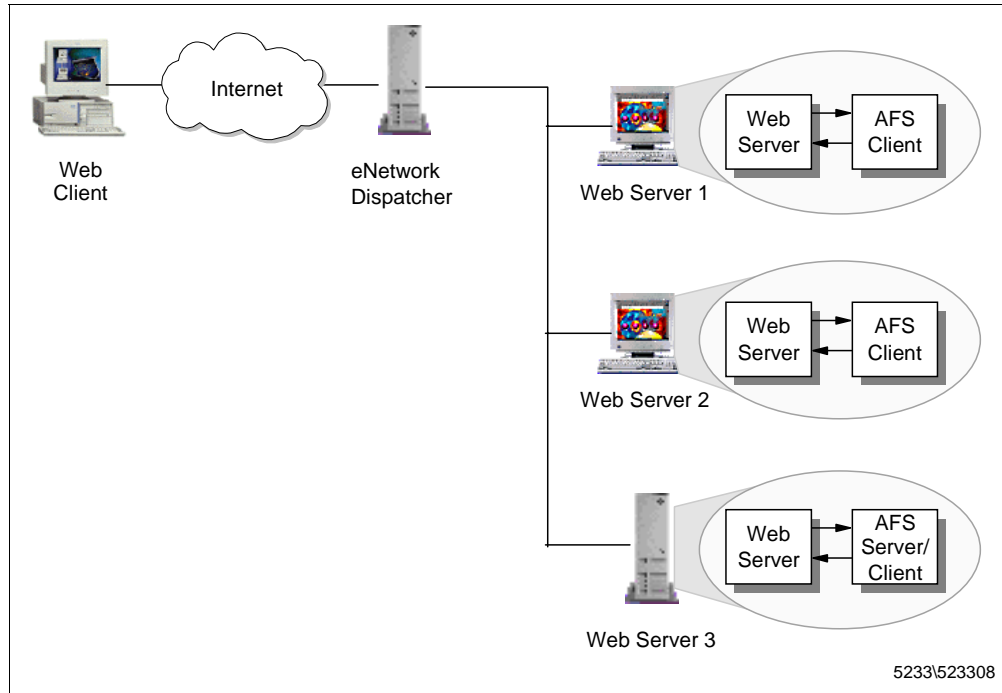 Internet
Web
Client
eNetwork
Dispatcher
Web
Server
AFS
Client
Web Server 1
Web
Server
AFS
Client
Web Server 2
Web
Server
AFS
Server/
Client
Web Server 3
5233\523308